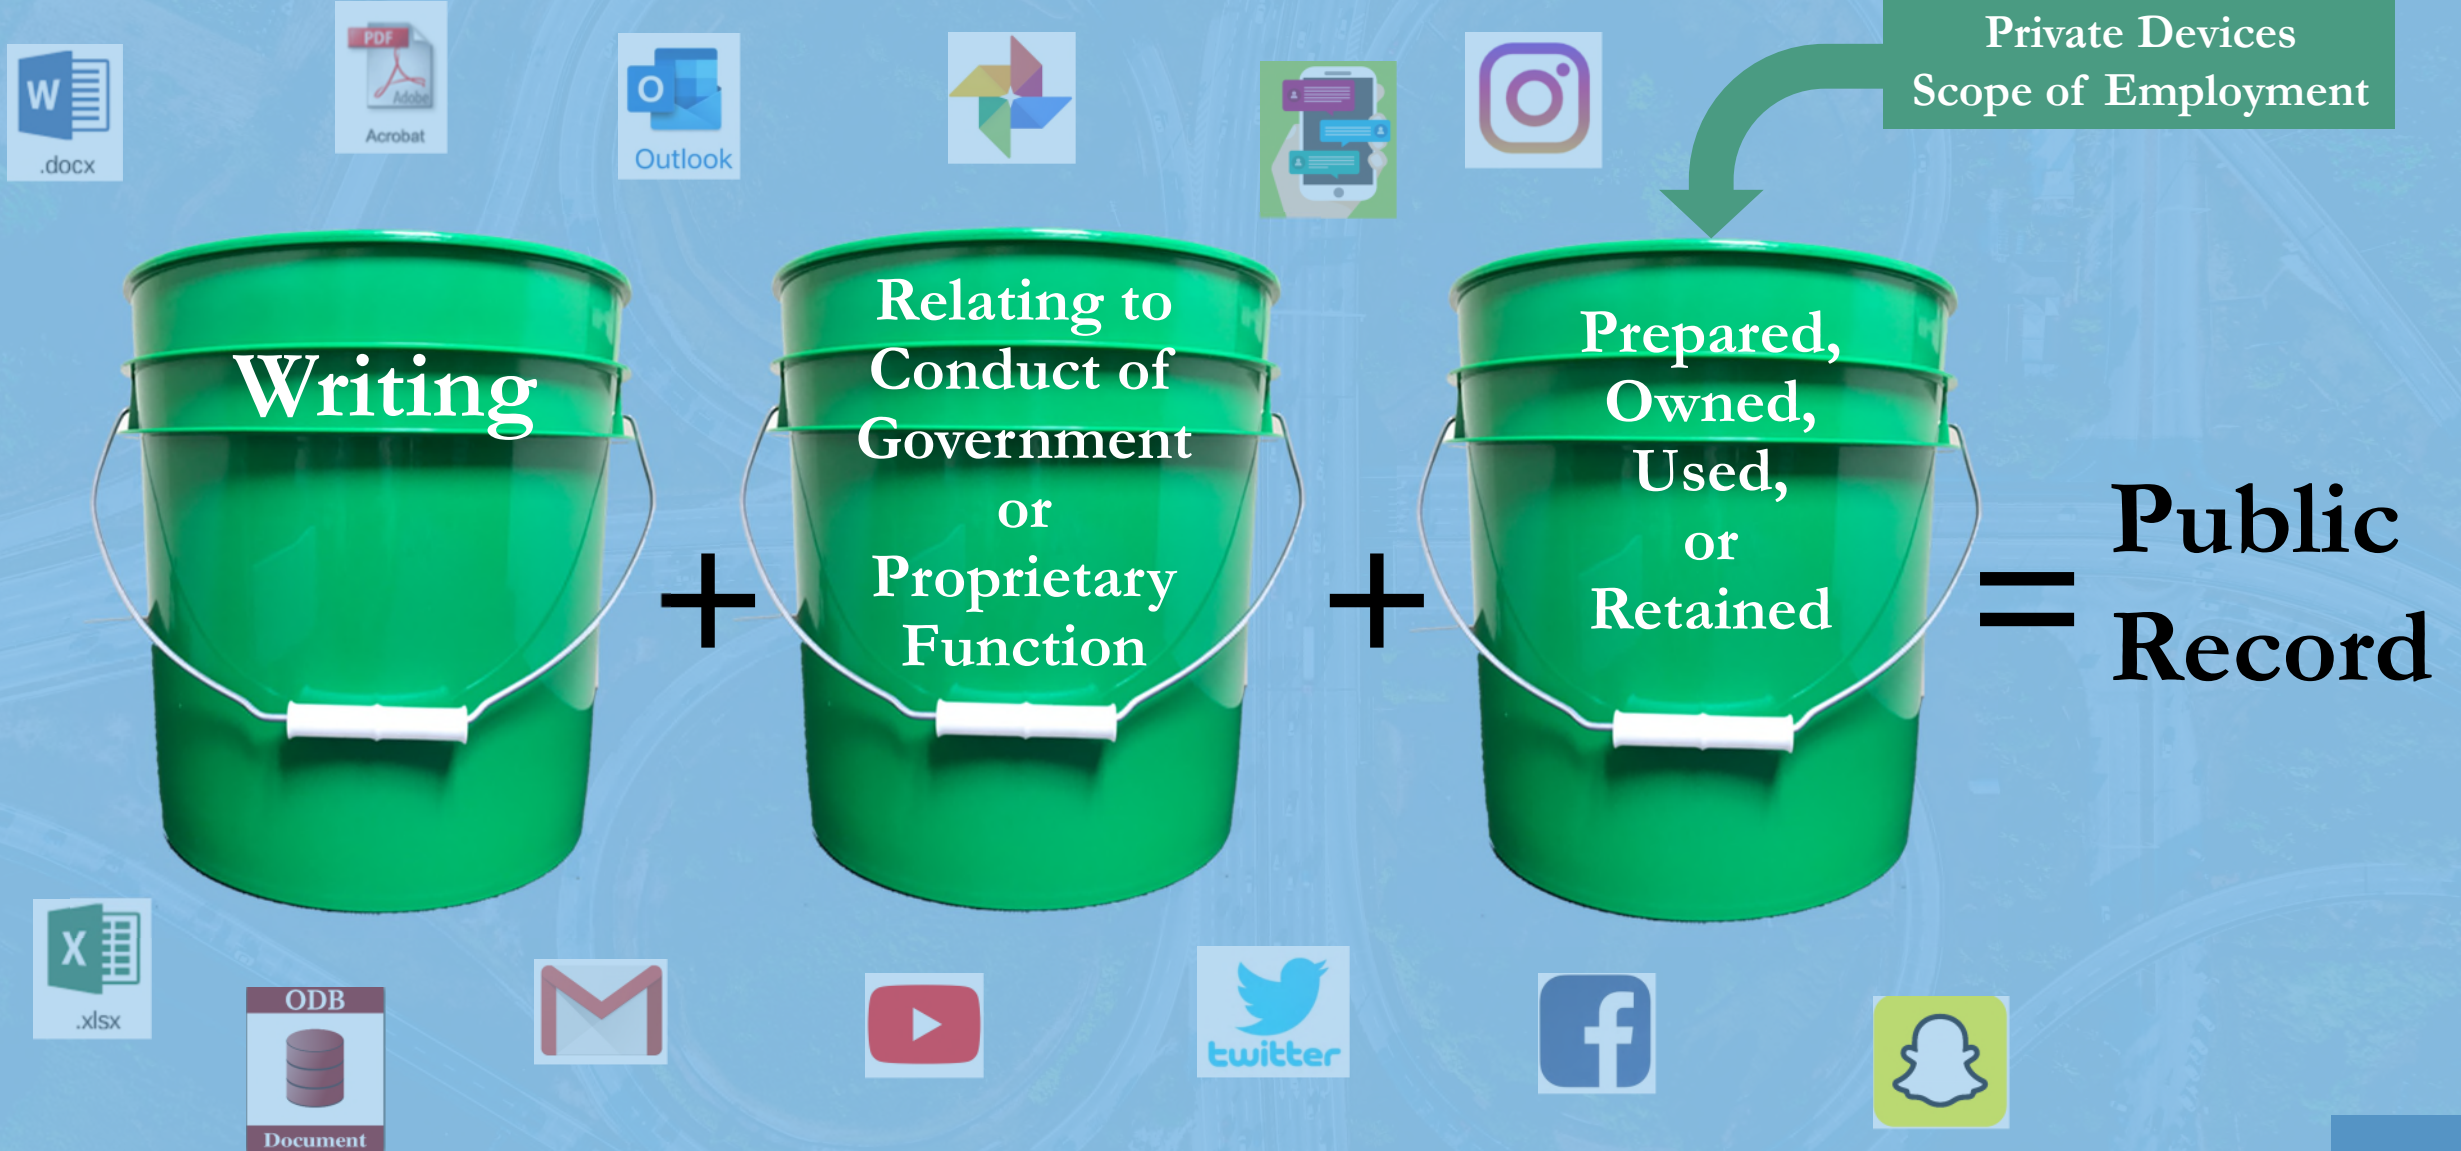 Private Devices
Scope of Employment
W
.docx
PDF
Adobe
Acrobat
O
Outlook
Writing
+
Relating to
Conduct of
Government
or
Proprietary
Function
+
Prepared,
Owned,
Used,
or
Retained
=
Public
Record
X
.xlsx
ODB
Document
M
twitter
f